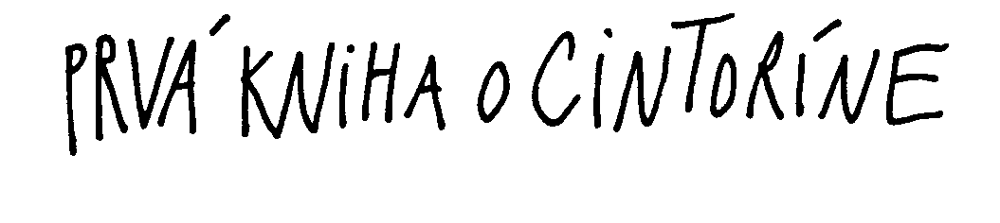 PRVÁ KNiHA O CiNTORÍNE